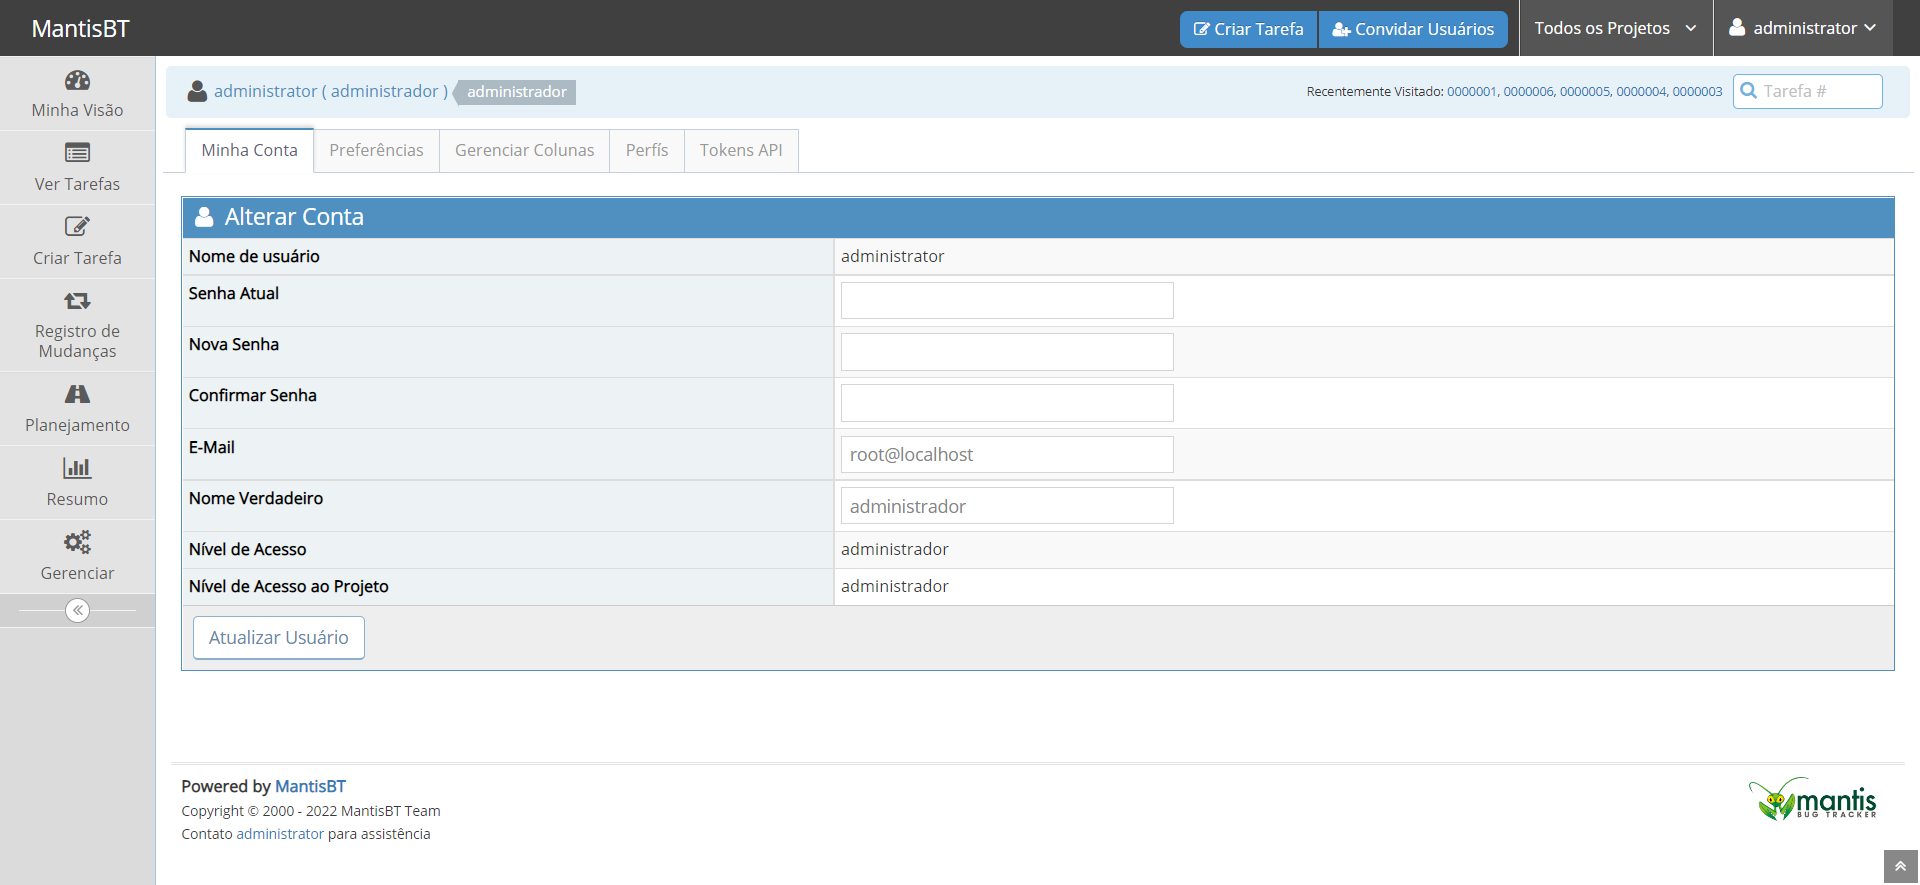 MantisBT
Criar Tarefa
Convidar Usuários
Todos os Projetos
administrator
Minha Visão
Ver Tarefas
Criar Tarefa
Registro de
Mudanças
Planejamento
Resumo
Gerenciar
administrator ( administrador ) administrador
Recentemente Visitado: 0000001, 0000006, 0000005, 0000004, 0000003
Tarefa #
Minha Conta
Preferências
Gerenciar Colunas
Perfís
Tokens API
Alterar Conta
Nome de usuário administrator
Senha Atual
Nova Senha
Confirmar Senha
E-Mail root@localhost
Nome Verdadeiro administrador
Nível de Acesso administrador
Nível de Acesso ao Projeto administrador
Atualizar Usuário
Powered by MantisBT
Copyright © 2000 - 2022 MantisBT Team
Contato administrator para assistência
mantis
BUG TRACKER